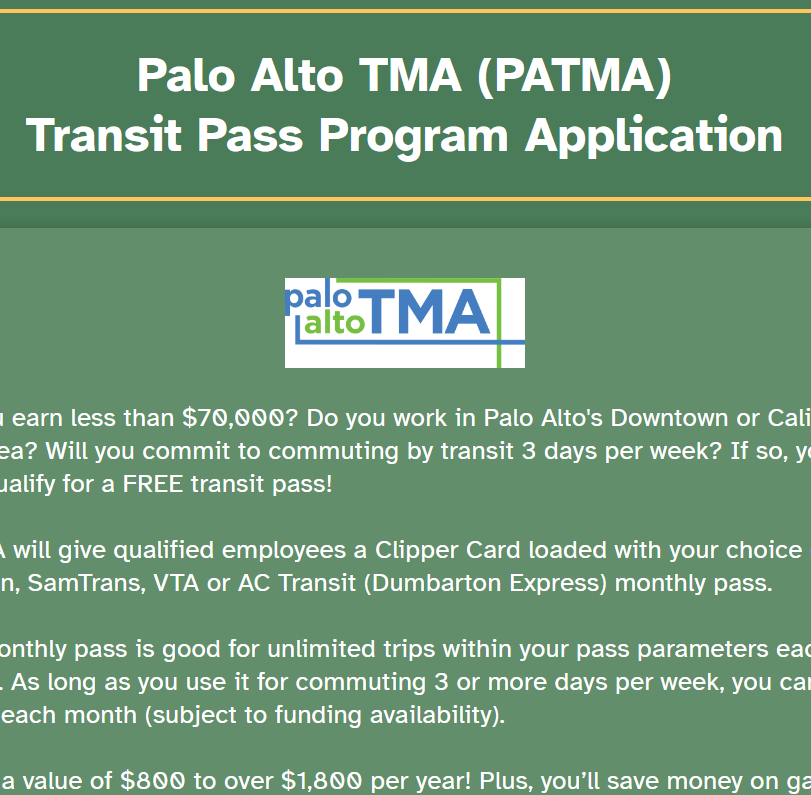 Palo Alto TMA (PATMA)
Transit Pass Program Application
palo
alto TMA
earn less than $70,000? Do you work in Palo Alto's Downtown or Cali
ea? Will you commit to commuting by transit 3 days per week? If so, yo
ualify for a FREE transit pass!
A will give qualified employees a Clipper Card loaded with your choice
n, SamTrans, VTA or AC Transit (Dumbarton Express) monthly pass.
onthly pass is good for unlimited trips within your pass parameters eac
. As long as you use it for commuting 3 or more days per week, you can
each month (subject to funding availability).
a value of $800 to over $1,800 per year! Plus, you’ll save money on ga